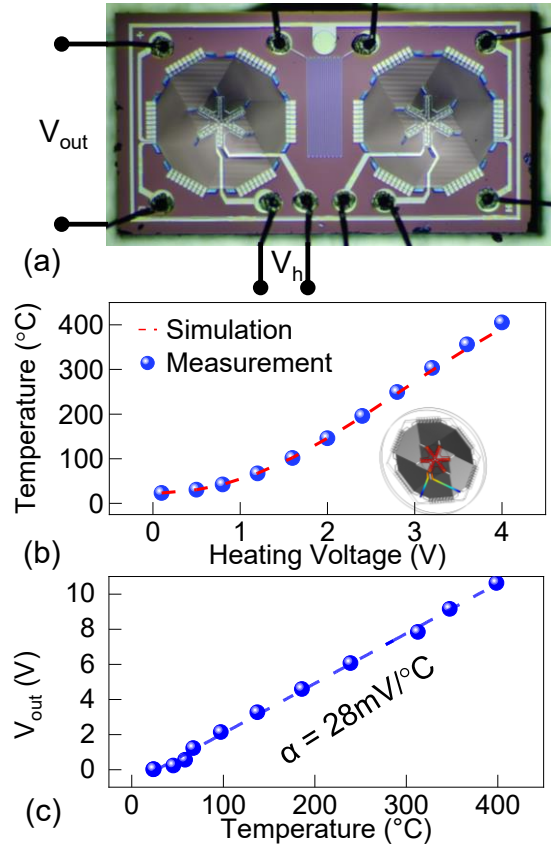 V_out
V_h
(a)
400
300
200
100
0
Temperature (°C)
Simulation
Measurement
0
1
2
3
4
Heating Voltage (V)
(b)
10
8
6
4
2
0
V_out (V)
α = 28mV/°C
0
100
200
300
400
Temperature (°C)
(c)